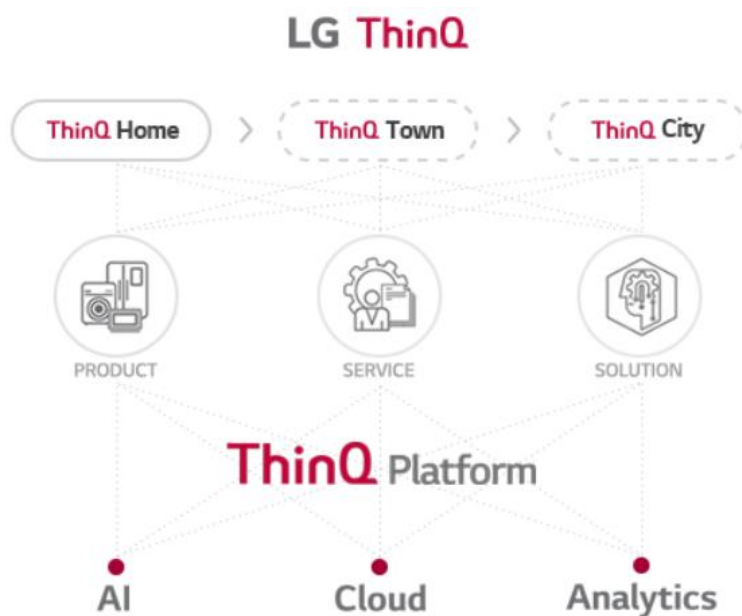 LG ThinQ
ThinQ Home
ThinQ Town
ThinQ City
PRODUCT
SERVICE
SOLUTION
ThinQ Platform
AI
Cloud
Analytics